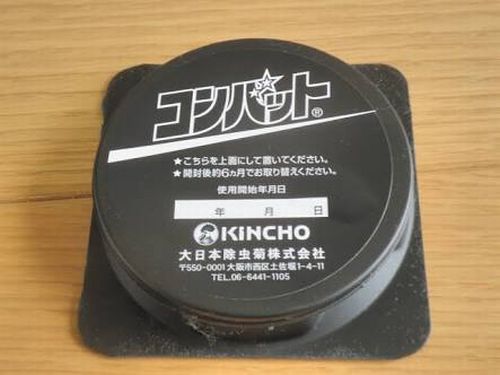 コンバット®
★こちらを上面にして置いてください。
★開封後約6ヵ月でお取り替えください。
使用開始年月日
年 月 日
KINCHO
大日本除虫菊株式会社
〒550-0001 大阪市西区土佐堀1-4-11
TEL.06-6441-1105